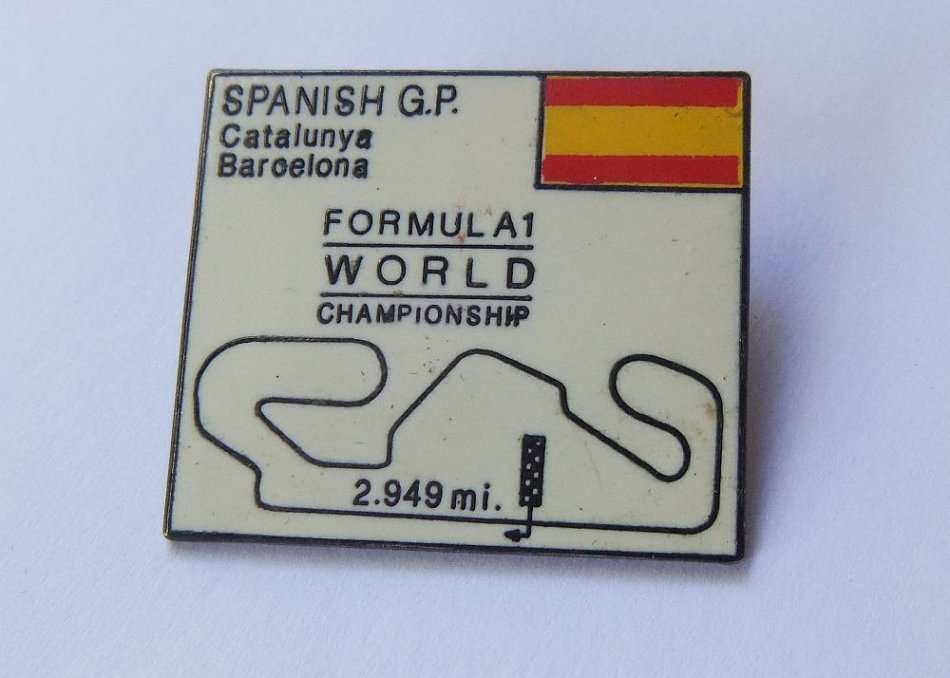 SPANISH G.P.
Catalunya
Barcelona
FORMULA1
WORLD
CHAMPIONSHIP
2.949 mi.